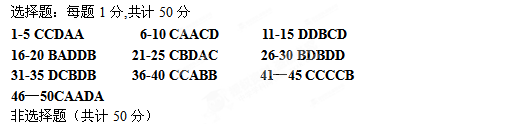 选择题：每题 1 分,共计 50 分
1-5 CCDAA 6-10 CAACD 11-15 DDBCD
16-20 BADDB 21-25 CBDAC 26-30 BDBDD
31-35 DCBDB 36-40 CCABB 41—45 CCCCB
46—50CAADA
非选择题（共计 50 分）